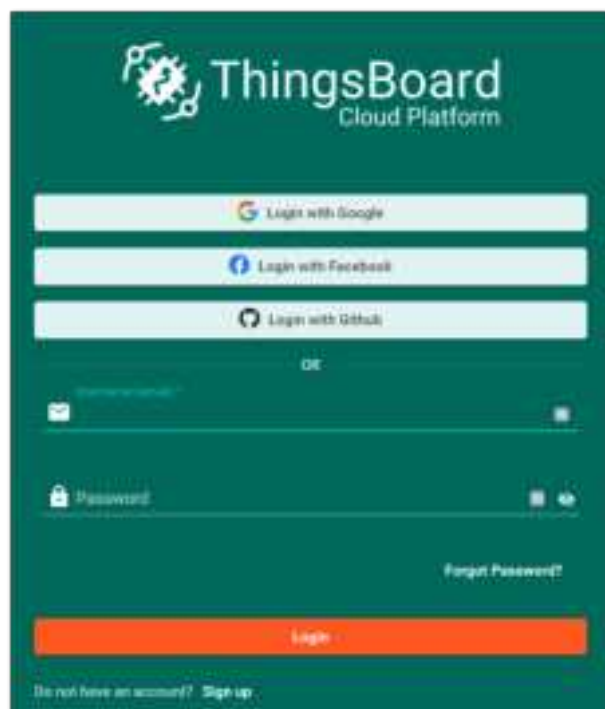 ThingsBoard
Cloud Platform
Login with Google
Login with Facebook
Login with Github
OR
Password
Forgot Password?
Login
Do not have an account? Sign up